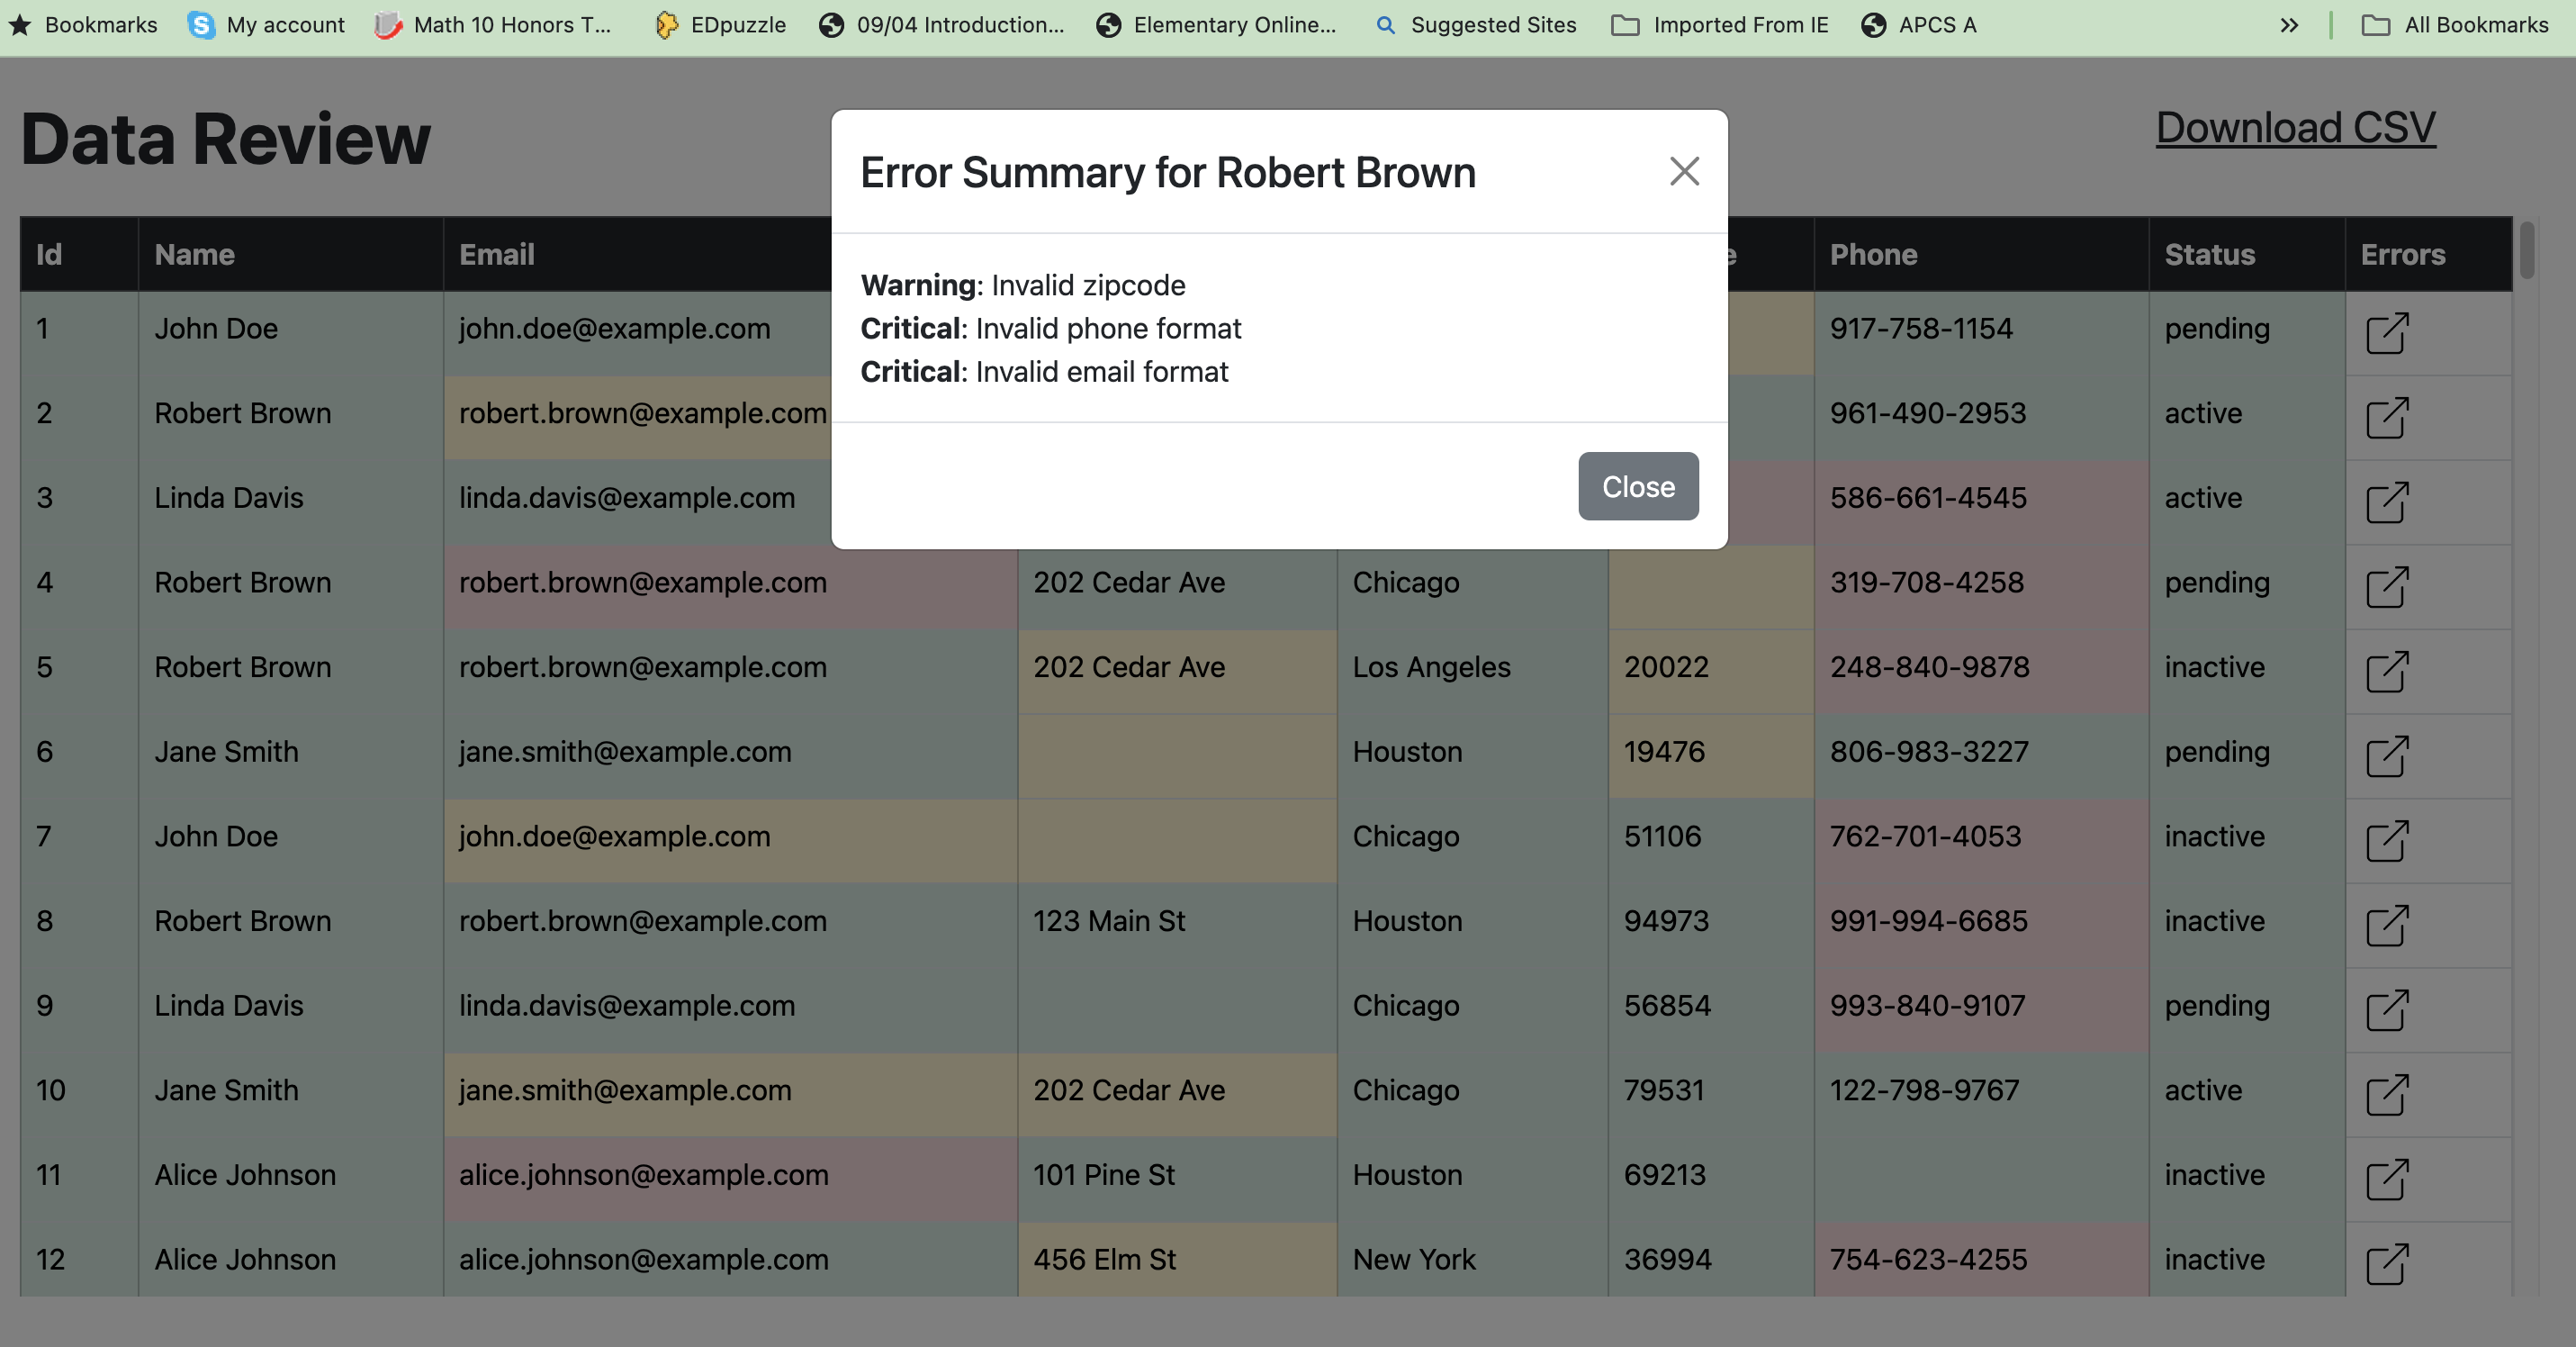 Bookmarks My account Math 10 Honors T... EDpuzzle 09/04 Introduction... Elementary Online... Suggested Sites Imported From IE APCS A » All Bookmarks
Data Review
Download CSV
Error Summary for Robert Brown
Warning: Invalid zipcode
Critical: Invalid phone format
Critical: Invalid email format
Close
Id Name Email Phone Status Errors
1 John Doe john.doe@example.com 917-758-1154 pending
2 Robert Brown robert.brown@example.com 961-490-2953 active
3 Linda Davis linda.davis@example.com 586-661-4545 active
4 Robert Brown robert.brown@example.com 202 Cedar Ave Chicago 319-708-4258 pending
5 Robert Brown robert.brown@example.com 202 Cedar Ave Los Angeles 20022 248-840-9878 inactive
6 Jane Smith jane.smith@example.com Houston 19476 806-983-3227 pending
7 John Doe john.doe@example.com Chicago 51106 762-701-4053 inactive
8 Robert Brown robert.brown@example.com 123 Main St Houston 94973 991-994-6685 inactive
9 Linda Davis linda.davis@example.com Chicago 56854 993-840-9107 pending
10 Jane Smith jane.smith@example.com 202 Cedar Ave Chicago 79531 122-798-9767 active
11 Alice Johnson alice.johnson@example.com 101 Pine St Houston 69213 inactive
12 Alice Johnson alice.johnson@example.com 456 Elm St New York 36994 754-623-4255 inactive